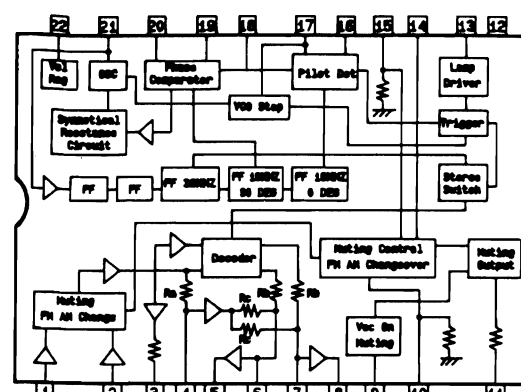 22 21 20 19 18 17 16 15 14 13 12
Vol
Reg
OSC
Phase
Comparator
Pilot Det
Lamp
Driver
VCO Stop
Trigger
Symetical
Reactance
Circuit
FF
FF
FF 38KHZ
FF 19KHZ
90 DEG
FF 19KHZ
0 DEG
Stereo
Switch
Decoder
Muting Control
FM AM Changeover
Muting
Output
Ra
Rb
Rb
Rc
Rc
Muting
FM AM Change
Vcc On
Muting
1 2 3 4 5 6 7 8 9 10 11